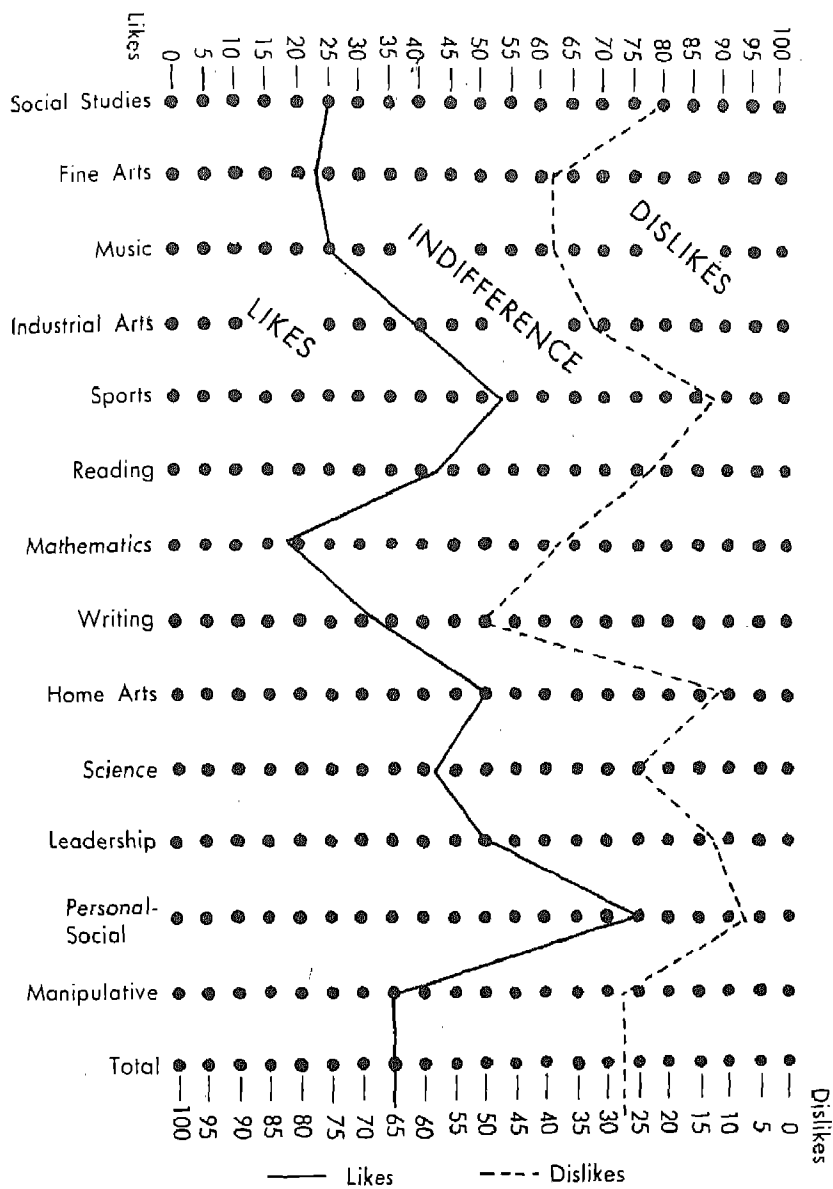 Likes
0 5 10 15 20 25 30 35 40 45 50 55 60 65 70 75 80 85 90 95 100
Social Studies
Fine Arts
Music
Industrial Arts
Sports
Reading
Mathematics
Writing
Home Arts
Science
Leadership
Personal-
Social
Manipulative
Total
LIKES
INDIFFERENCE
DISLIKES
100 95 90 85 80 75 70 65 60 55 50 45 40 35 30 25 20 15 10 5 0
Dislikes
Likes
Dislikes